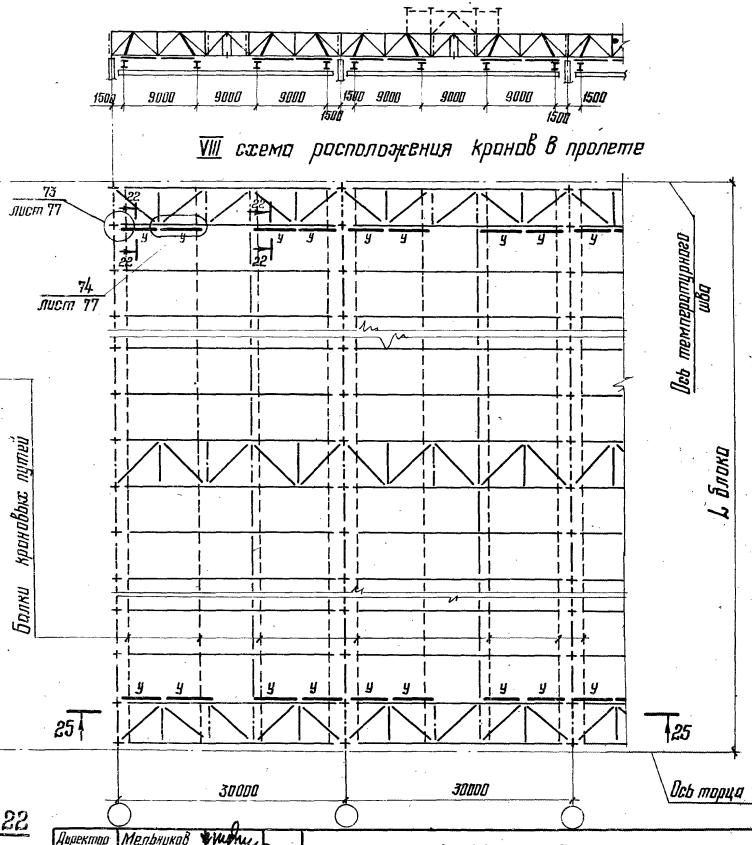 1500 9000 9000 9000 1500 1500 9000 9000 9000 1500 1500
VIII схема расположения кранов в пролете
73
лист 77
22 22
У У У У У У У У У
22 22
74
лист 77
Ось температурного
шва
Балки крановых путей
L блока
У У У У У У У У У
25 25
30000 30000
Ось торца
22
Директор Мельников